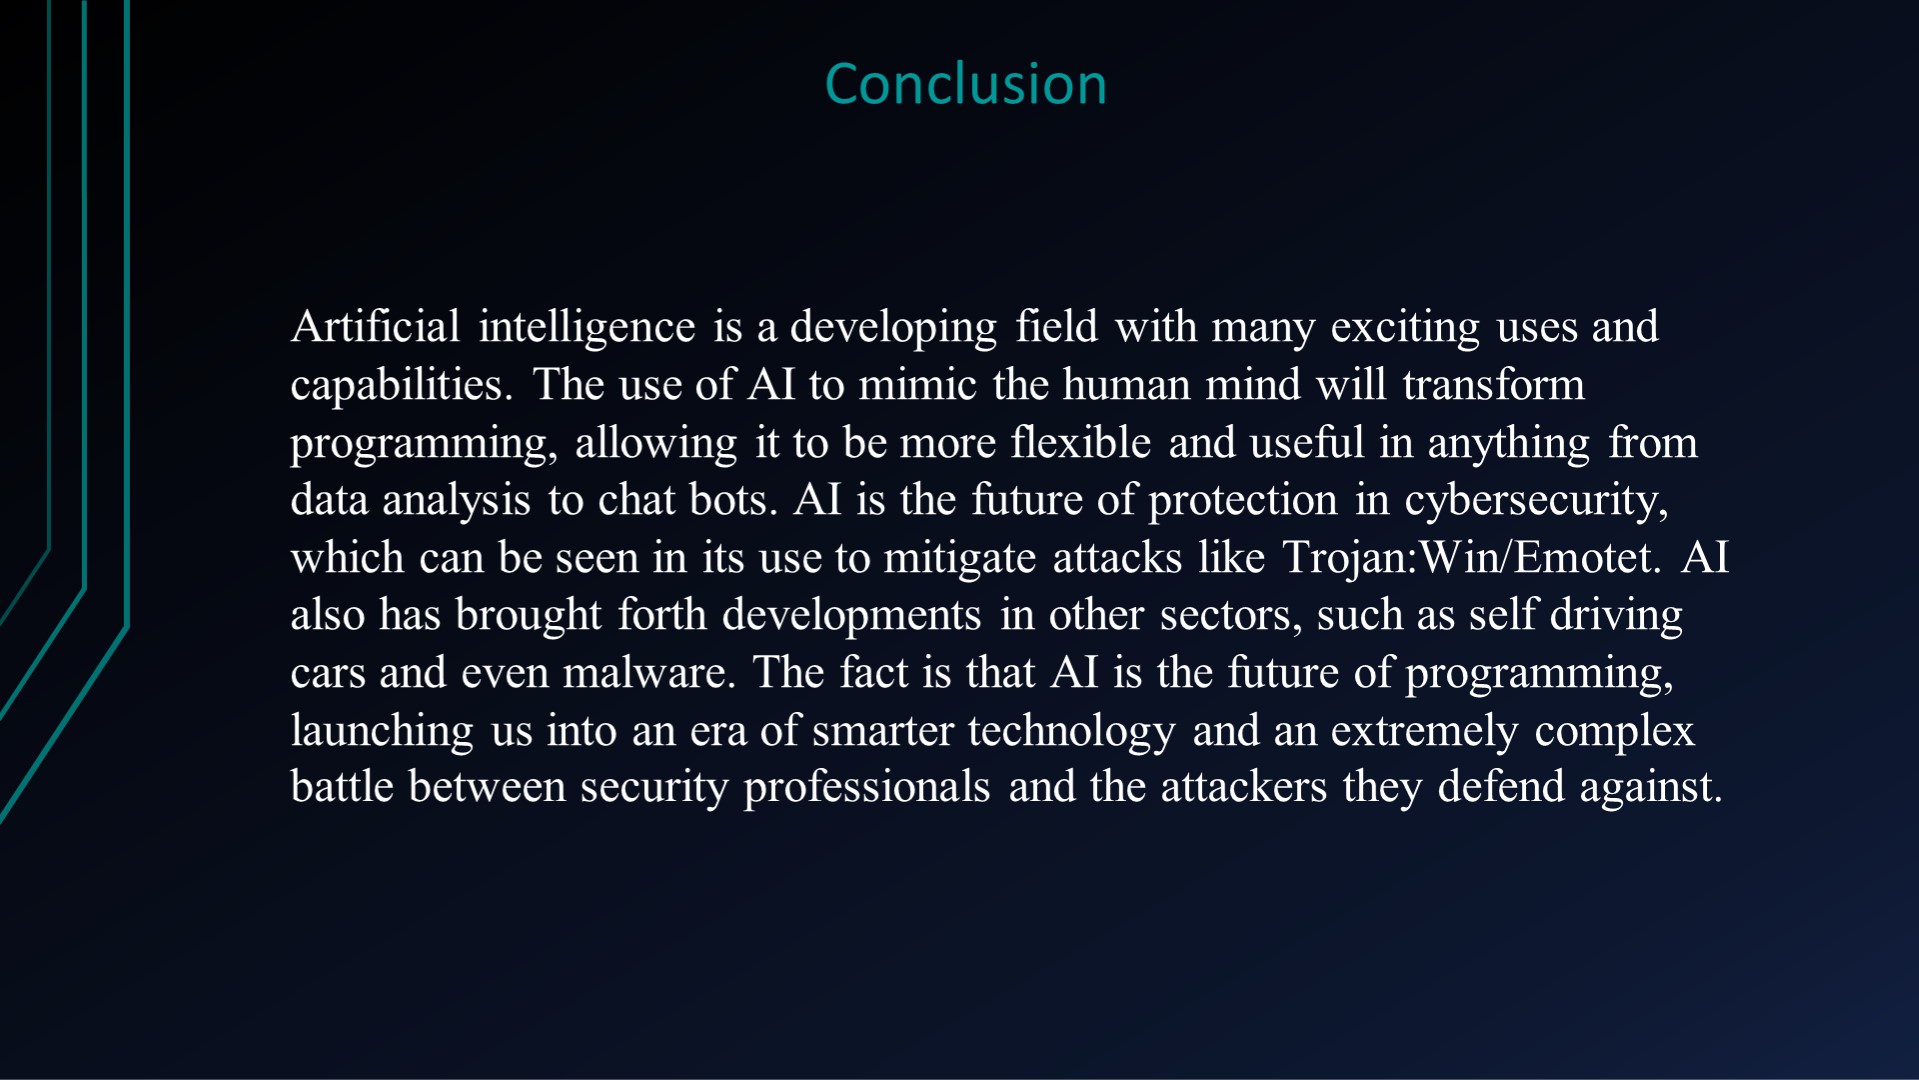 Conclusion
Artificial intelligence is a developing field with many exciting uses and
capabilities. The use of AI to mimic the human mind will transform
programming, allowing it to be more flexible and useful in anything from
data analysis to chat bots. AI is the future of protection in cybersecurity,
which can be seen in its use to mitigate attacks like Trojan:Win/Emotet. AI
also has brought forth developments in other sectors, such as self driving
cars and even malware. The fact is that AI is the future of programming,
launching us into an era of smarter technology and an extremely complex
battle between security professionals and the attackers they defend against.